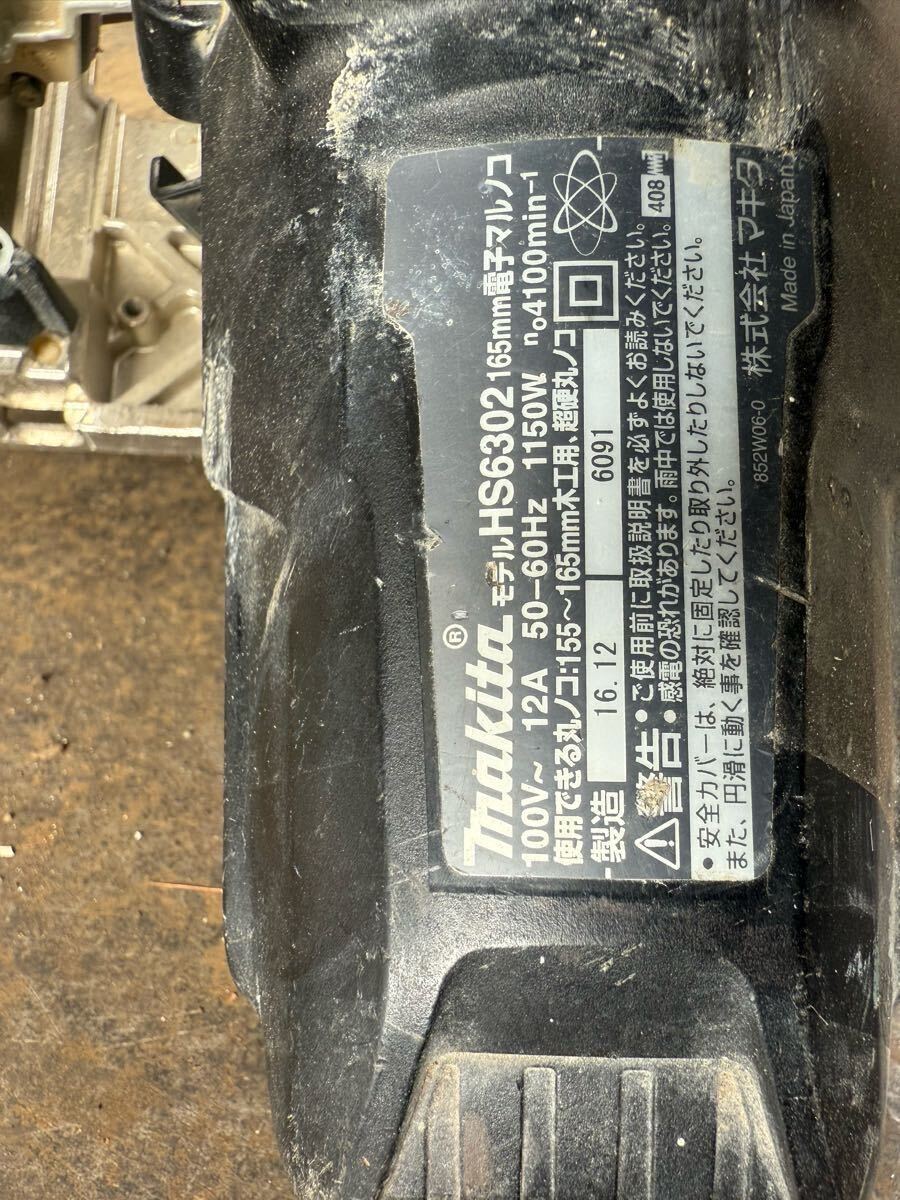 makita® モデルHS6302 165mm電子マルノコ
100V～ 12A 50-60Hz 1150W n₀4100min⁻¹
使用できる丸ノコ:155～165mm木工用、超硬丸ノコ
製造 16.12 6091
警告: • ご使用前に取扱説明書を必ずよくお読みください。
• 感電の恐れがあります。雨中では使用しないでください。
408
• 安全カバーは、絶対に固定したり取り外したりしないでください。
また、円滑に動く事を確認してください。
852W06-0 株式会社 マキタ
Made in Japan